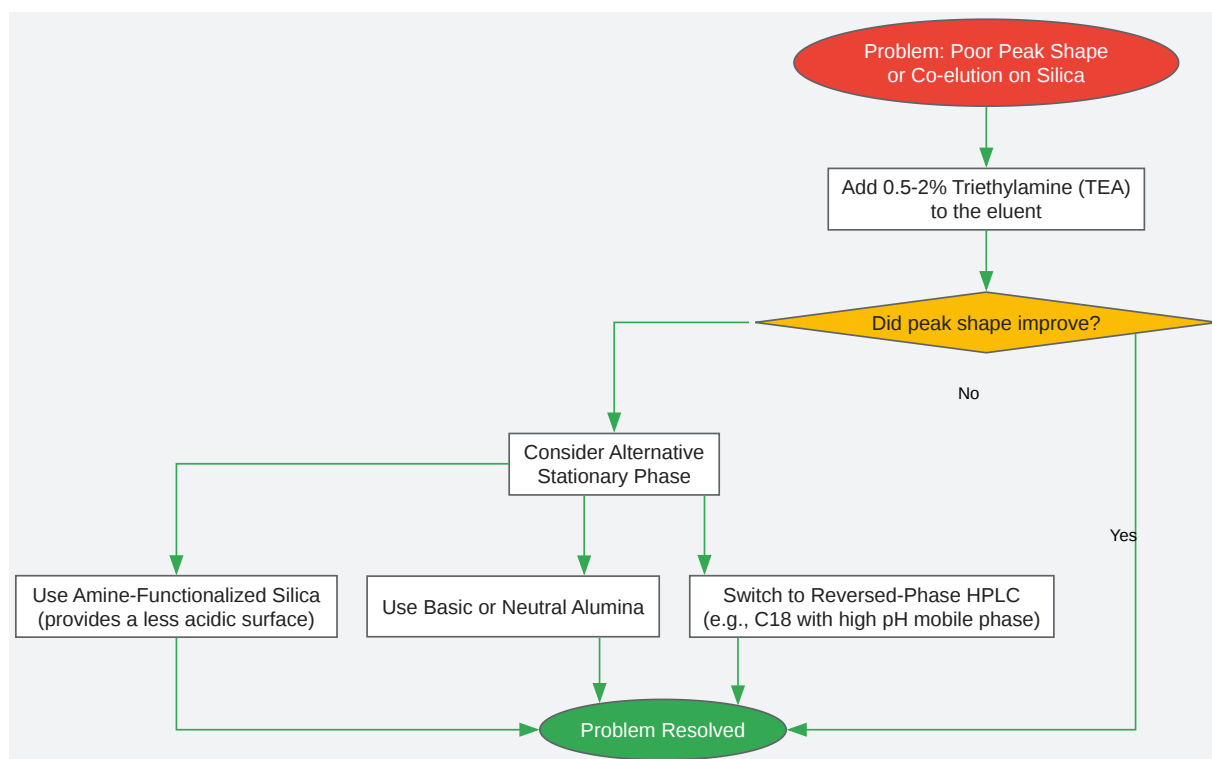 Problem: Poor Peak Shape
or Co-elution on Silica
Add 0.5-2% Triethylamine (TEA)
to the eluent
Did peak shape improve?
No
Consider Alternative
Stationary Phase
Yes
Use Amine-Functionalized Silica
(provides a less acidic surface)
Use Basic or Neutral Alumina
Switch to Reversed-Phase HPLC
(e.g., C18 with high pH mobile phase)
Problem Resolved